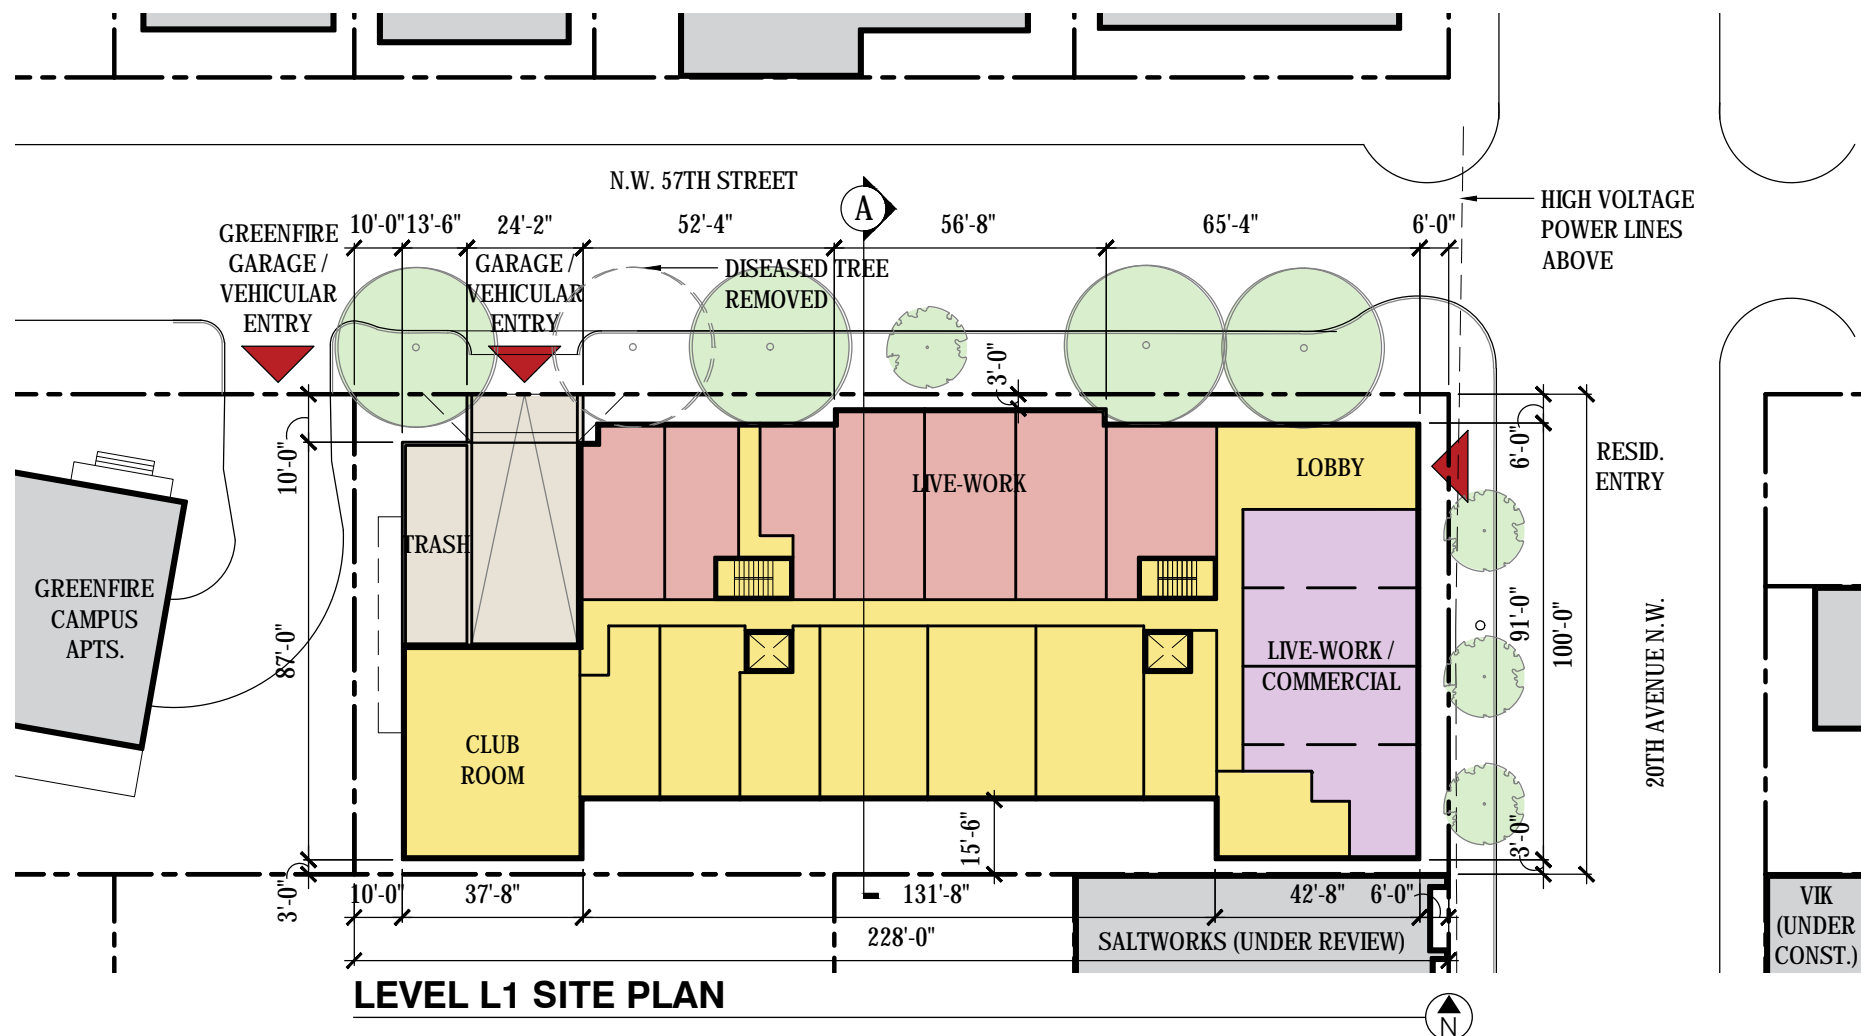 N.W. 57TH STREET
A
HIGH VOLTAGE
POWER LINES
ABOVE
10'-0" 13'-6" 24'-2" 52'-4" 56'-8" 65'-4" 6'-0"
GREENFIRE
GARAGE /
VEHICULAR
ENTRY
GARAGE /
VEHICULAR
ENTRY
DISEASED TREE
REMOVED
3'-0"
10'-0"
6'-0"
RESID.
ENTRY
LOBBY
LIVE-WORK
TRASH
GREENFIRE
CAMPUS
APTS.
87'-0"
91'-0"
100'-0"
20TH AVENUE N.W.
LIVE-WORK /
COMMERCIAL
CLUB
ROOM
15'-6"
3'-0"
3'-0"
10'-0" 37'-8" 131'-8" 42'-8" 6'-0"
228'-0"
SALTWORKS (UNDER REVIEW)
VIK
(UNDER
CONST.)
LEVEL L1 SITE PLAN
N